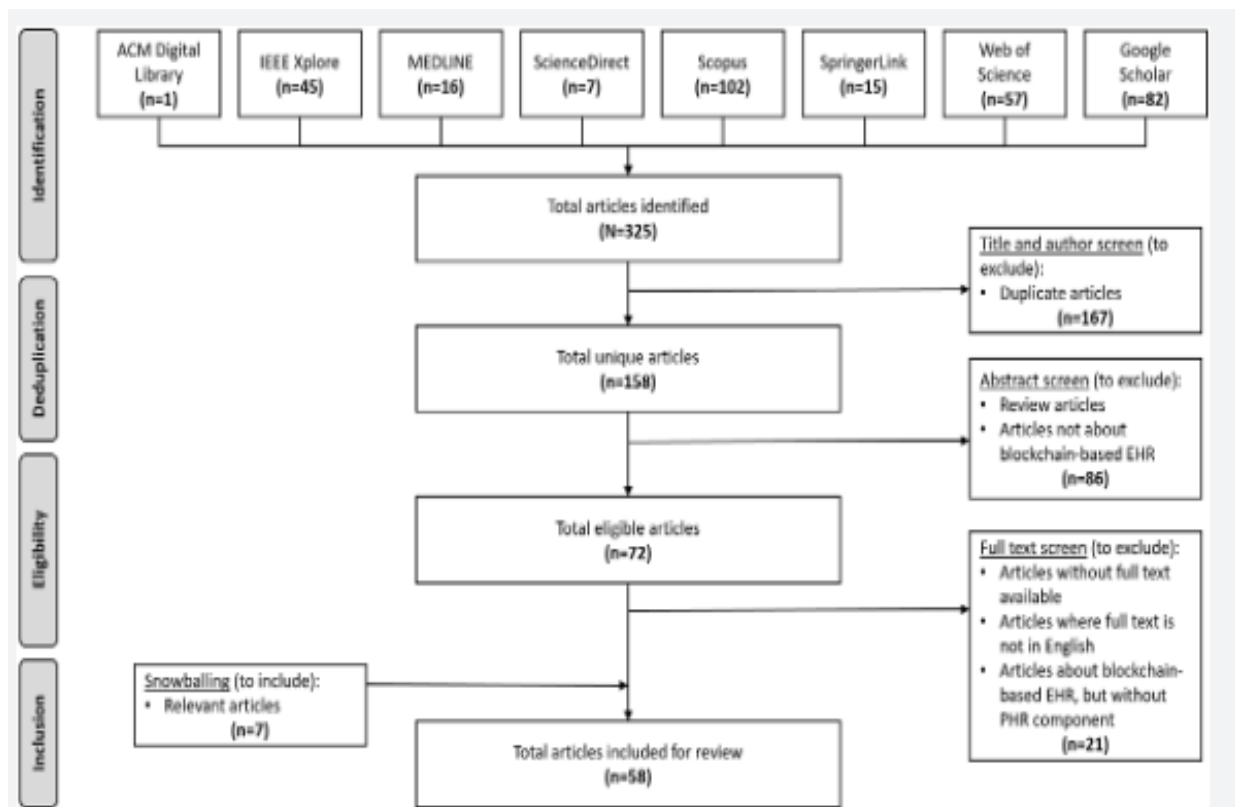 ACM Digital
Library
(n=1)
IEEE Xplore
(n=45)
MEDLINE
(n=16)
ScienceDirect
(n=7)
Scopus
(n=102)
SpringerLink
(n=15)
Web of
Science
(n=57)
Google
Scholar
(n=82)
Identification
Total articles identified
(N=325)
Title and author screen (to
exclude):
• Duplicate articles
(n=167)
Deduplication
Total unique articles
(n=158)
Abstract screen (to exclude):
• Review articles
• Articles not about
blockchain-based EHR
(n=86)
Eligibility
Total eligible articles
(n=72)
Full text screen (to exclude):
• Articles without full text
available
• Articles where full text is
not in English
• Articles about blockchain-
based EHR, but without
PHR component
(n=21)
Inclusion
Snowballing (to include):
• Relevant articles
(n=7)
Total articles included for review
(n=58)